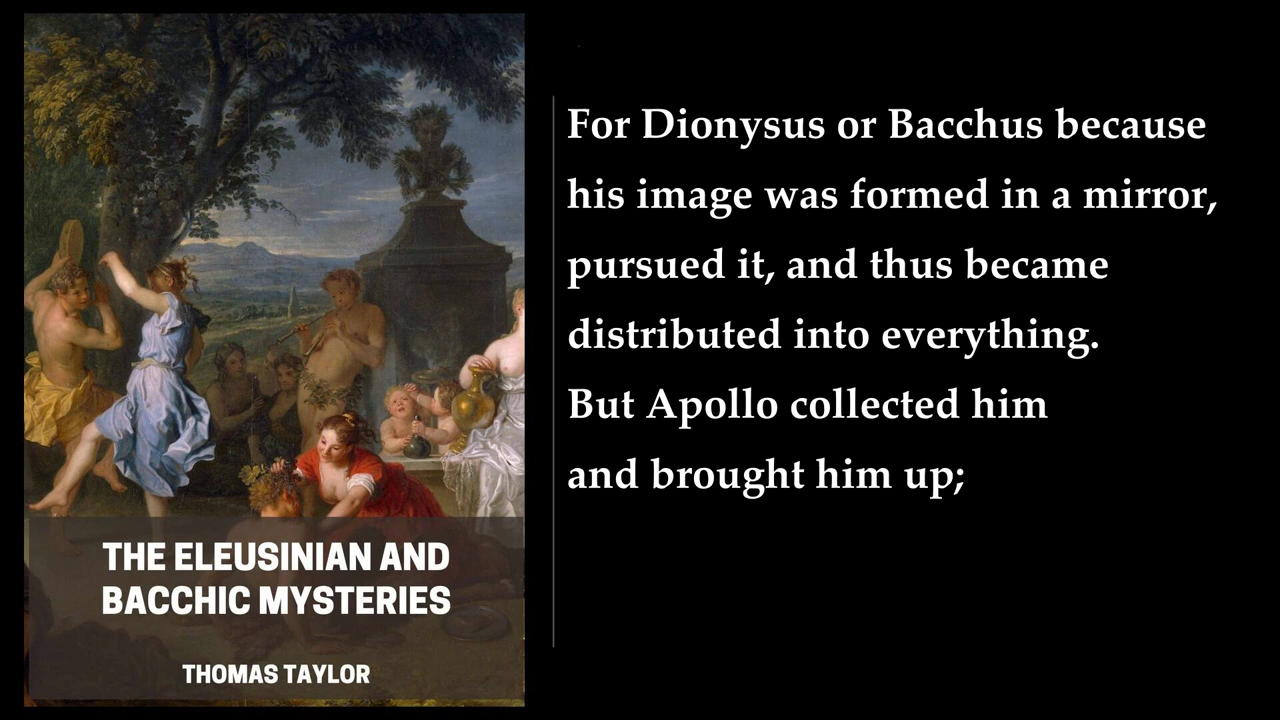 For Dionysus or Bacchus because
his image was formed in a mirror,
pursued it, and thus became
distributed into everything.
But Apollo collected him
and brought him up;
THE ELEUSINIAN AND
BACCHIC MYSTERIES
THOMAS TAYLOR